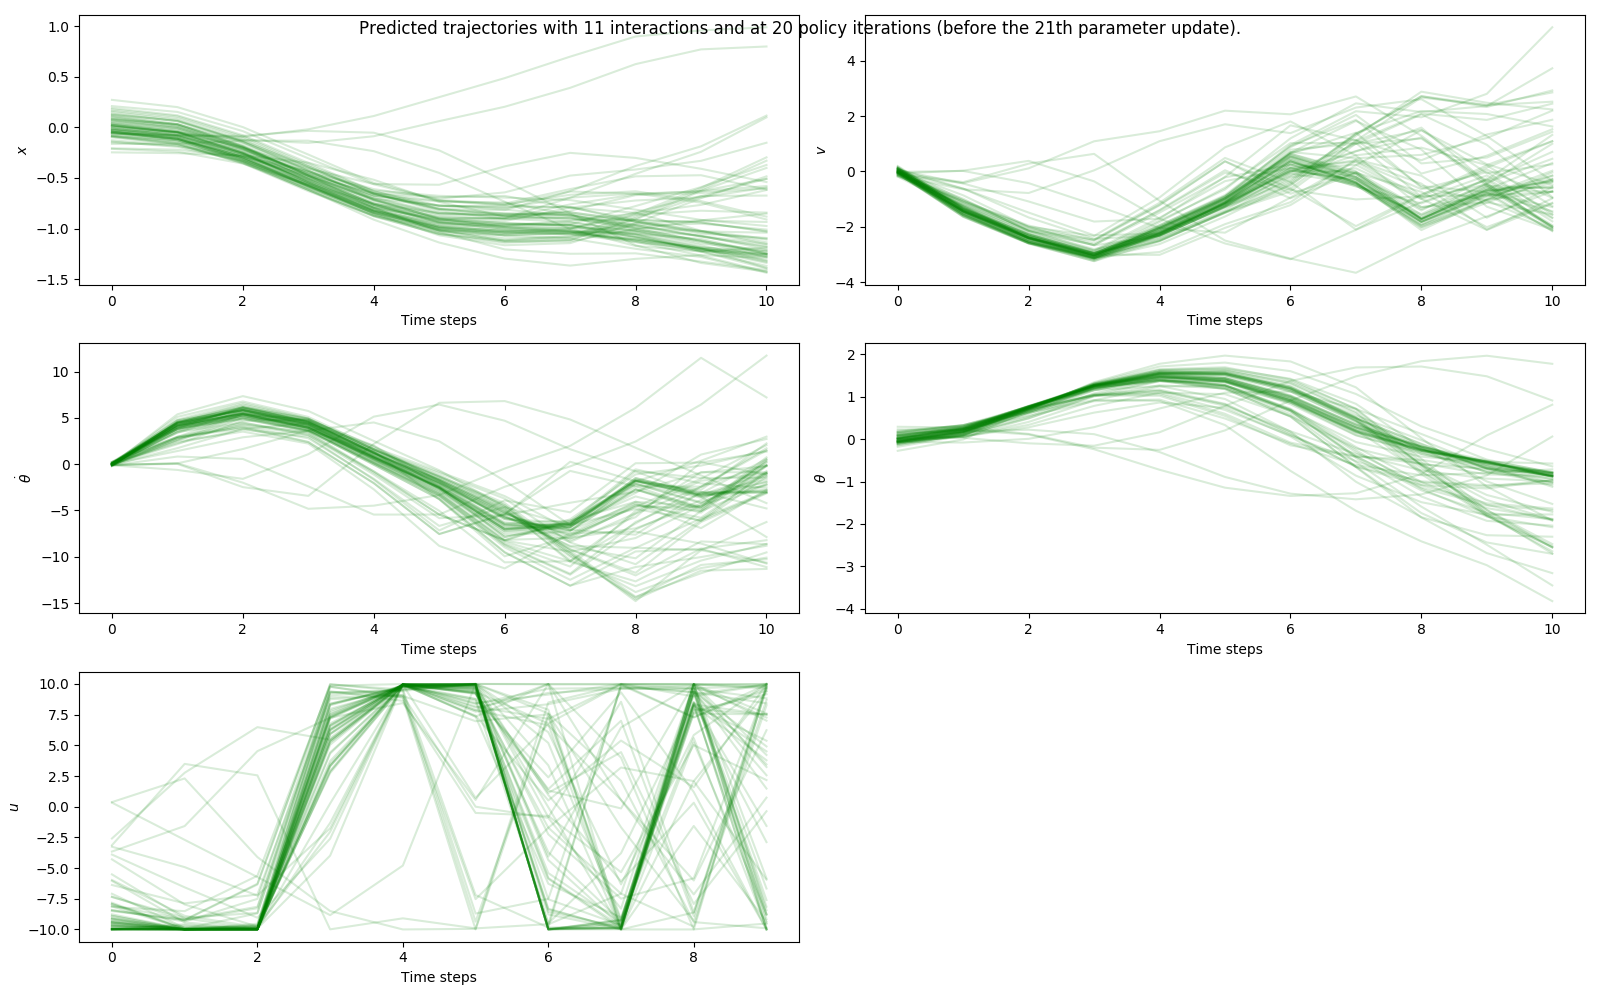 Predicted trajectories with 11 interactions and at 20 policy iterations (before the 21th parameter update).
1.0
0.5
0.0
−0.5
−1.0
−1.5
x
0 2 4 6 8 10
Time steps
4
2
0
−2
−4
v
0 2 4 6 8 10
Time steps
10
5
0
−5
−10
−15
θ̇
0 2 4 6 8 10
Time steps
2
1
0
−1
−2
−3
−4
θ
0 2 4 6 8 10
Time steps
10.0
7.5
5.0
2.5
0.0
−2.5
−5.0
−7.5
−10.0
u
0 2 4 6 8
Time steps